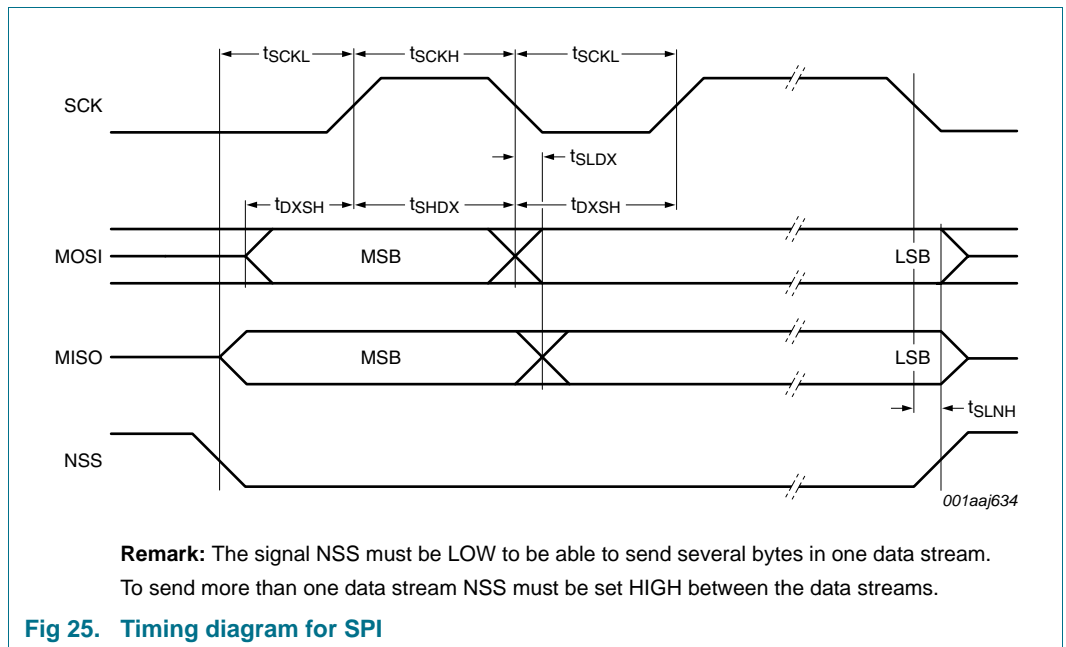 tSCKL tSCKH tSCKL
SCK
tSLDX
tDXSH tSHDX tDXSH
MOSI MSB LSB
MISO MSB LSB
tSLNH
NSS
001aaj634
Remark: The signal NSS must be LOW to be able to send several bytes in one data stream.
To send more than one data stream NSS must be set HIGH between the data streams.
Fig 25. Timing diagram for SPI